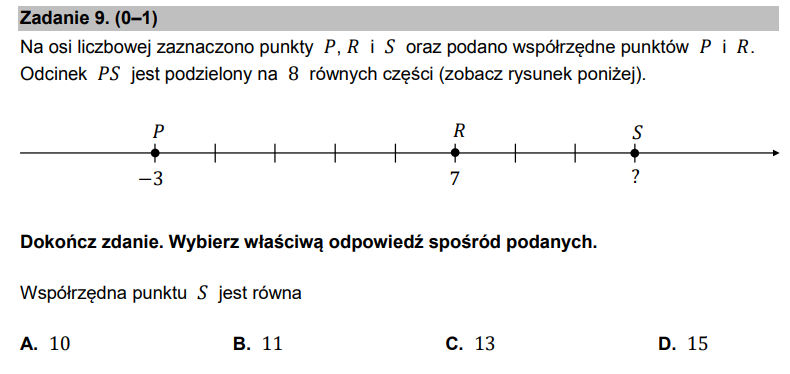 Zadanie 9. (0–1)
Na osi liczbowej zaznaczono punkty P, R i S oraz podano współrzędne punktów P i R.
Odcinek PS jest podzielony na 8 równych części (zobacz rysunek poniżej).
P R S
−3 7 ?
Dokończ zdanie. Wybierz właściwą odpowiedź spośród podanych.
Współrzędna punktu S jest równa
A. 10 B. 11 C. 13 D. 15